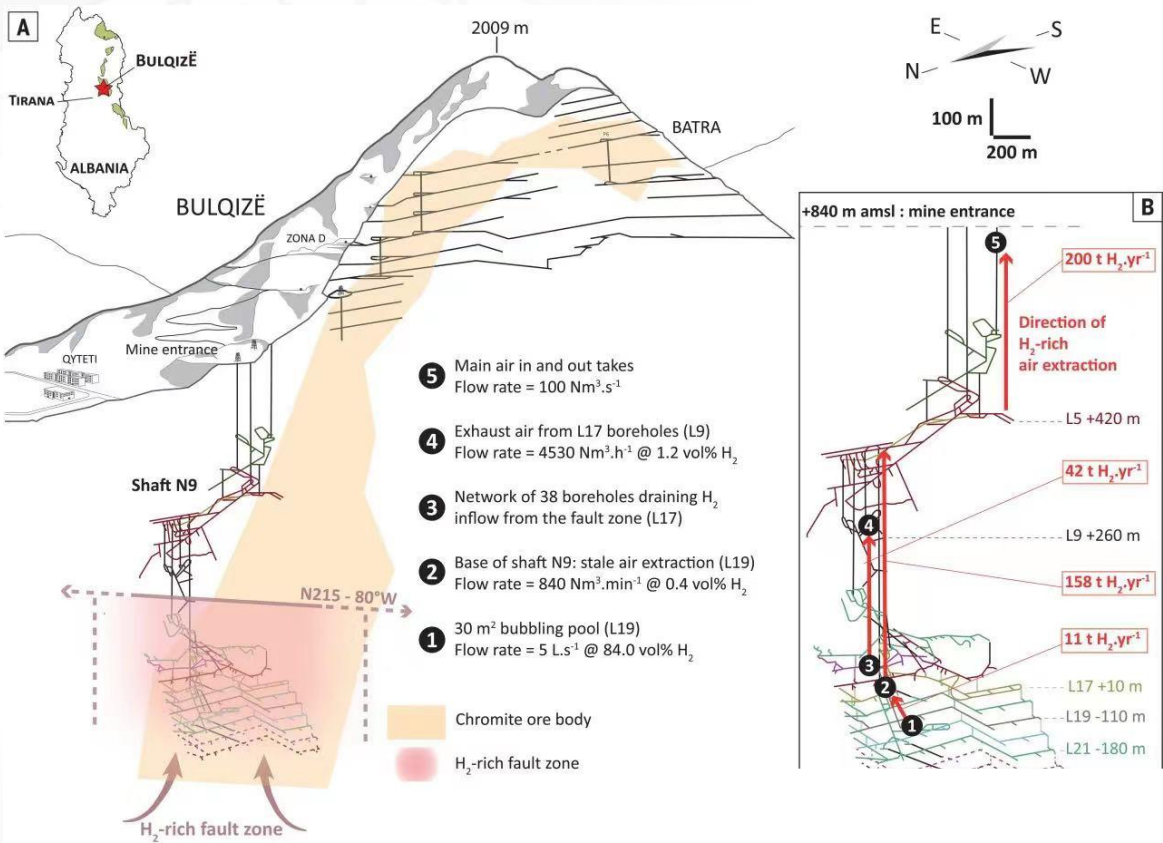 A
2009 m
BULQIZË
TIRANA
ALBANIA
E
S
N
W
100 m
200 m
BATRA
BULQIZË
ZONA D
Mine entrance
QYTETI
Shaft N9
N215 - 80°W
H₂-rich fault zone
5 Main air in and out takes
Flow rate = 100 Nm³.s⁻¹
4 Exhaust air from L17 boreholes (L9)
Flow rate = 4530 Nm³.h⁻¹ @ 1.2 vol% H₂
3 Network of 38 boreholes draining H₂
inflow from the fault zone (L17)
2 Base of shaft N9: stale air extraction (L19)
Flow rate = 840 Nm³.min⁻¹ @ 0.4 vol% H₂
1 30 m² bubbling pool (L19)
Flow rate = 5 L.s⁻¹ @ 84.0 vol% H₂
Chromite ore body
H₂-rich fault zone
B
+840 m amsl : mine entrance
5
200 t H₂.yr⁻¹
Direction of
H₂-rich
air extraction
L5 +420 m
42 t H₂.yr⁻¹
4
L9 +260 m
158 t H₂.yr⁻¹
11 t H₂.yr⁻¹
3
2
L17 +10 m
1
L19 -110 m
L21 -180 m